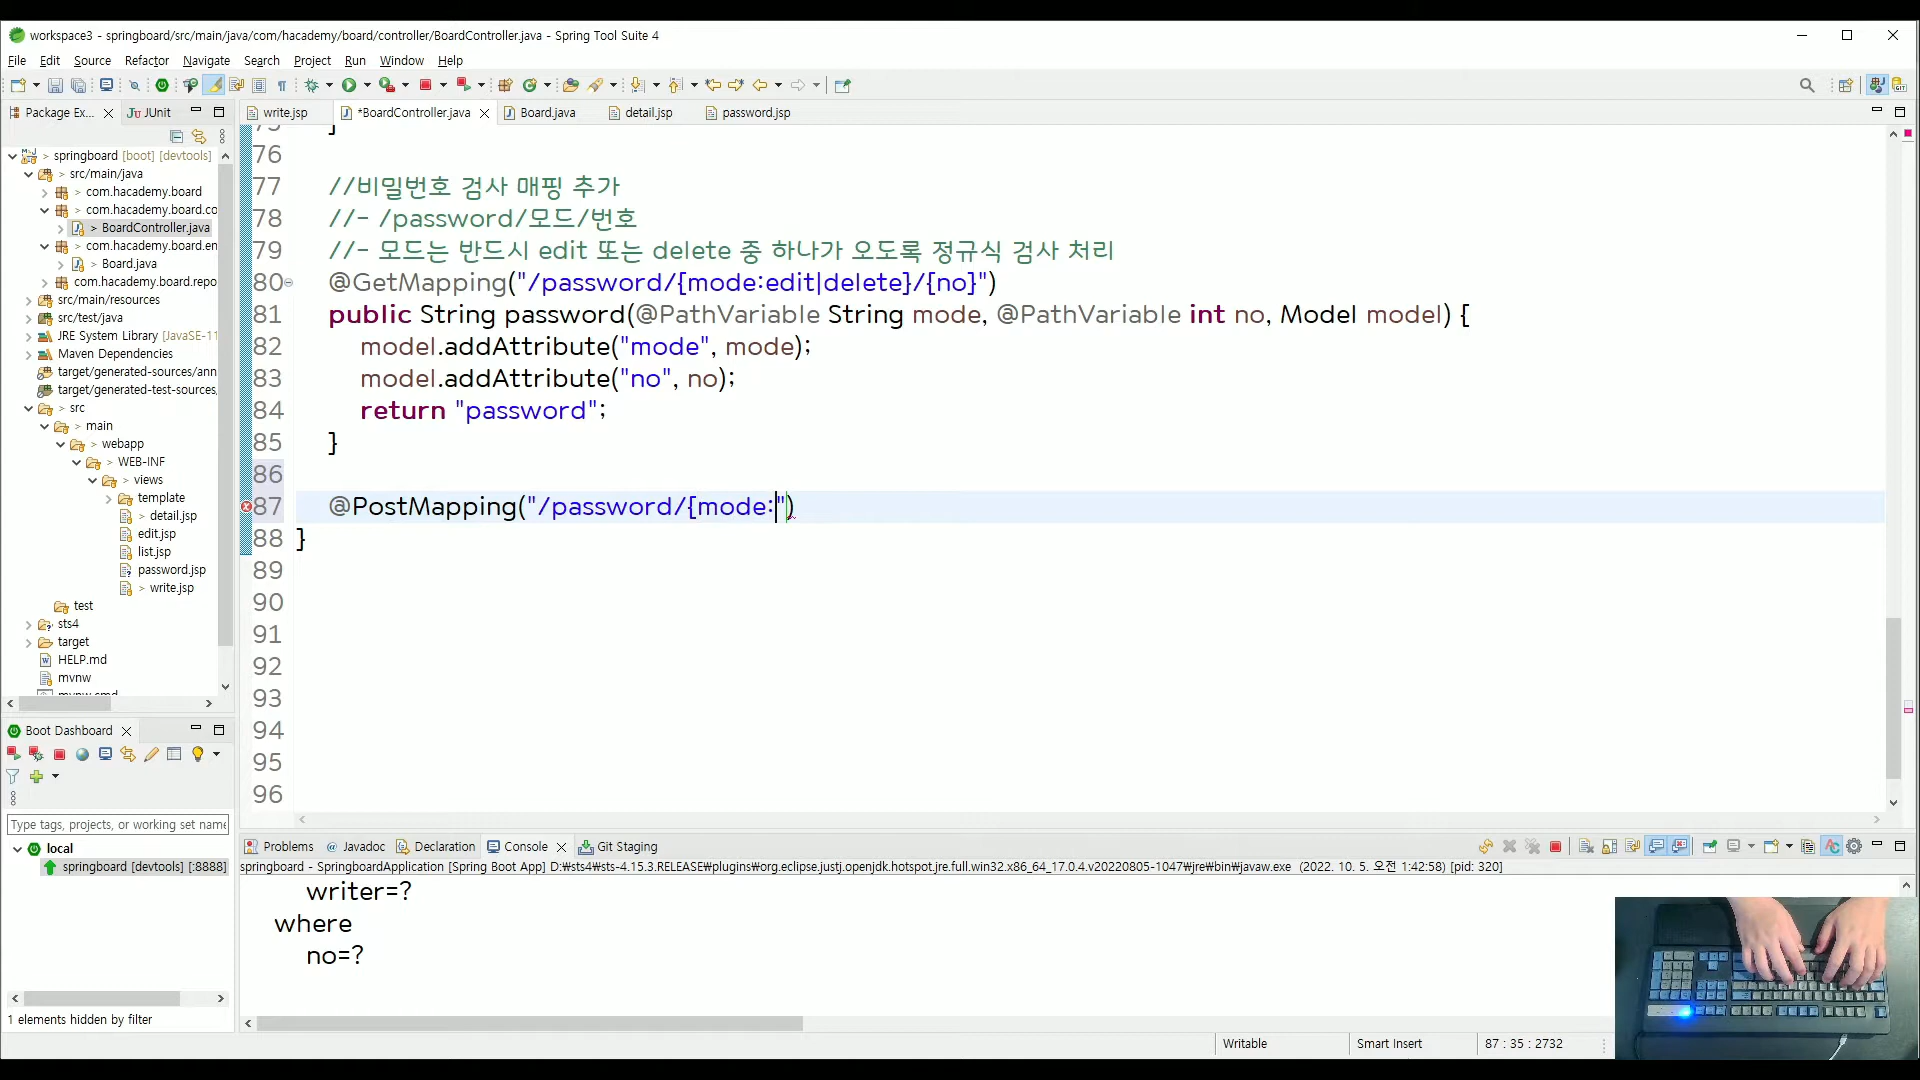 workspace3 - springboard/src/main/java/com/hacademy/board/controller/BoardController.java - Spring Tool Suite 4
File Edit Source Refactor Navigate Search Project Run Window Help
Package Ex... JUnit
write.jsp *BoardController.java Board.java detail.jsp password.jsp
> springboard [boot] [devtools]
> src/main/java
> com.hacademy.board
> com.hacademy.board.co
> BoardController.java
> com.hacademy.board.en
> Board.java
> com.hacademy.board.repo
src/main/resources
src/test/java
JRE System Library [JavaSE-11
Maven Dependencies
target/generated-sources/ann
target/generated-test-sources,
> src
> main
> webapp
> WEB-INF
> views
template
> detail.jsp
edit.jsp
list.jsp
password.jsp
> write.jsp
test
sts4
target
HELP.md
mvnw
75 }
76
77 //비밀번호 검사 매핑 추가
78 //- /password/모드/번호
79 //- 모드는 반드시 edit 또는 delete 중 하나가 오도록 정규식 검사 처리
80 @GetMapping("/password/{mode:edit|delete}/{no}")
81 public String password(@PathVariable String mode, @PathVariable int no, Model model) {
82 model.addAttribute("mode", mode);
83 model.addAttribute("no", no);
84 return "password";
85 }
86
87 @PostMapping("/password/{mode:")
88 }
89
90
91
92
93
94
95
96
Boot Dashboard
Type tags, projects, or working set name
local
springboard [devtools] [:8888]
1 elements hidden by filter
Problems @ Javadoc Declaration Console Git Staging
springboard - SpringboardApplication [Spring Boot App] D:₩sts4₩sts-4.15.3.RELEASE₩plugins₩org.eclipse.justj.openjdk.hotspot.jre.full.win32.x86_64_17.0.4.v20220805-1047₩jre₩bin₩javaw.exe (2022. 10. 5. 오전 1:42:58) [pid: 320]
writer=?
where
no=?
Writable Smart Insert 87 : 35 : 2732